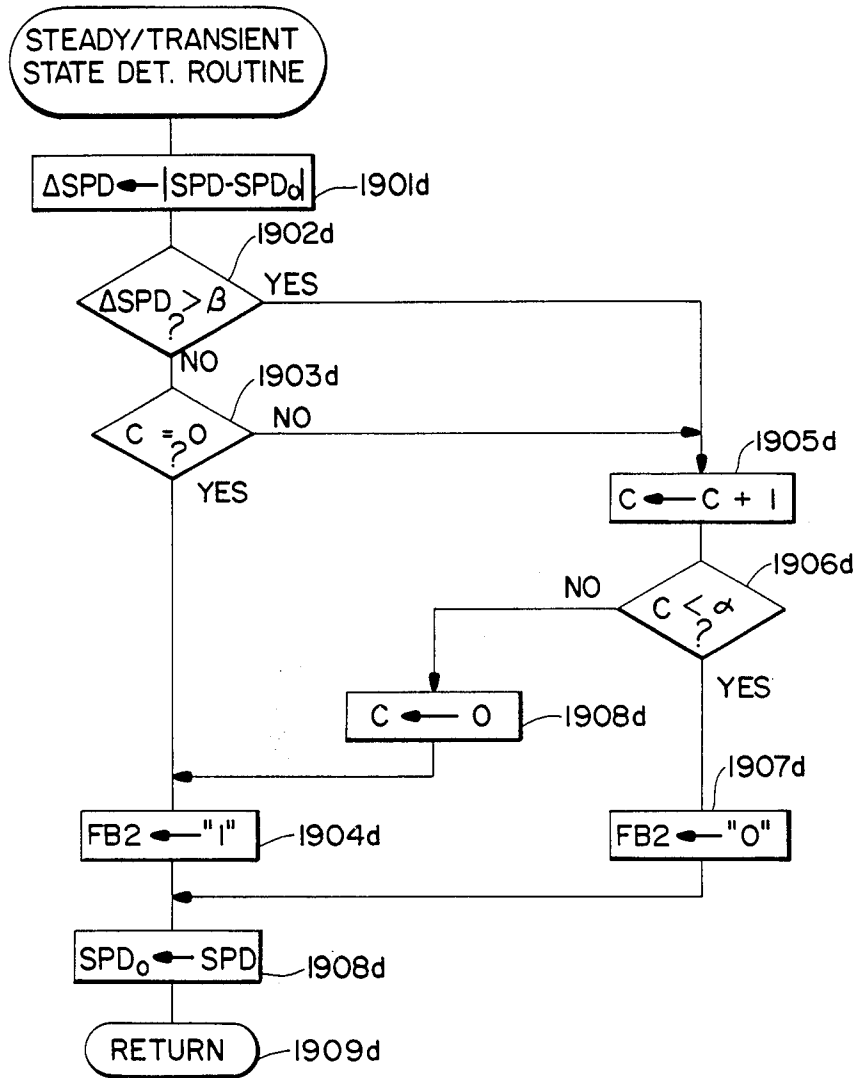 STEADY/TRANSIENT
STATE DET. ROUTINE
ΔSPD←|SPD-SPD₀|
1901d
1902d
ΔSPD > β
?
YES
NO
1903d
C = 0
?
NO
YES
1905d
C ← C + 1
1906d
C < α
?
NO
YES
C ← 0
1908d
1907d
FB2 ← "1"
1904d
FB2 ← "0"
SPD₀ ← SPD
1908d
RETURN
1909d